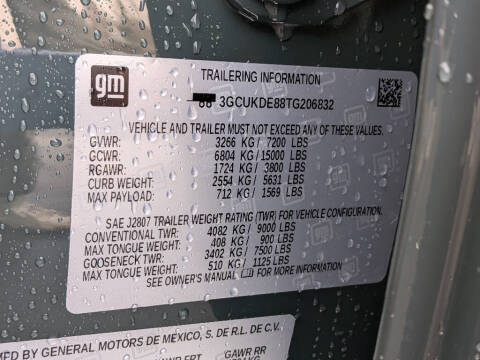 gm
TRAILERING INFORMATION
3GCUKDE88TG206832
VEHICLE AND TRAILER MUST NOT EXCEED ANY OF THESE VALUES.
GVWR: 3266 KG/ 7200 LBS
GCWR: 6804 KG/ 15000 LBS
RGAWR: 1724 KG/ 3800 LBS
CURB WEIGHT: 2554 KG/ 5631 LBS
MAX PAYLOAD: 712 KG/ 1569 LBS
SAE J2807 TRAILER WEIGHT RATING (TWR) FOR VEHICLE CONFIGURATION.
CONVENTIONAL TWR: 4082 KG/ 9000 LBS
MAX TONGUE WEIGHT: 408 KG/ 900 LBS
GOOSENECK TWR: 3402 KG/ 7500 LBS
MAX TONGUE WEIGHT: 510 KG/ 1125 LBS
SEE OWNER'S MANUAL FOR MORE INFORMATION
MFD BY GENERAL MOTORS DE MEXICO, S. DE R.L. DE C.V.
GAWR RR